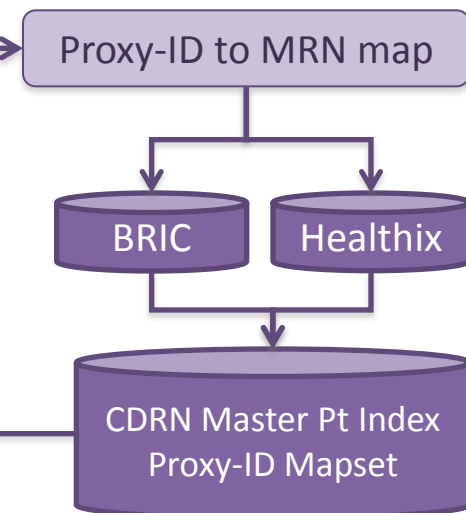 Proxy-ID to MRN map
BRIC
Healthix
CDRN Master Pt Index
Proxy-ID Mapset